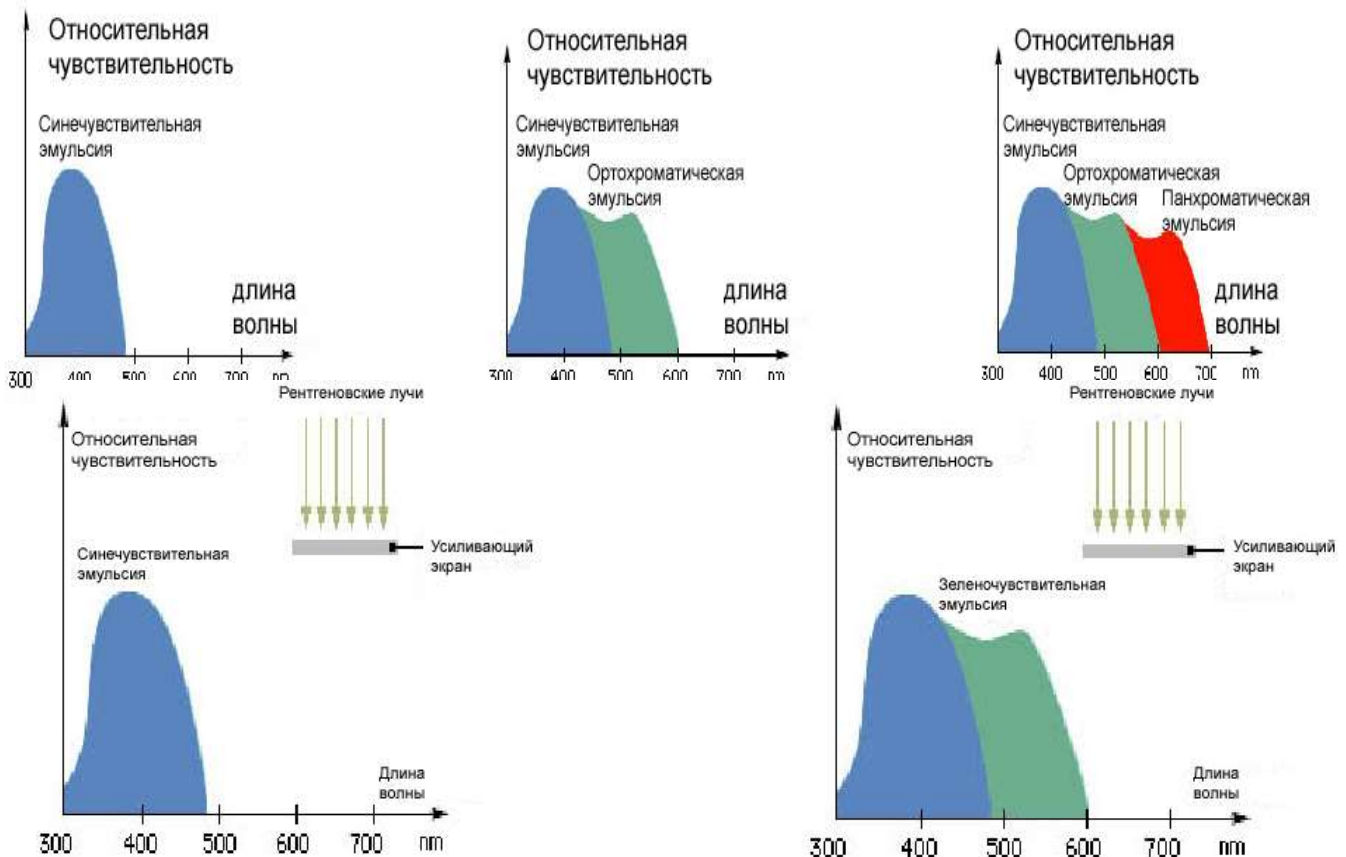 Относительная
чувствительность
Синечувствительная
эмульсия
длина
волны
300 400 500 600 700 nm
Относительная
чувствительность
Синечувствительная
эмульсия
Ортохроматическая
эмульсия
длина
волны
300 400 500 600 700 nm
Относительная
чувствительность
Синечувствительная
эмульсия
Ортохроматическая
эмульсия
Панхроматическая
эмульсия
длина
волны
300 400 500 600 700 nm
Рентгеновские лучи
Относительная
чувствительность
Усиливающий
экран
Синечувствительная
эмульсия
Длина
волны
300 400 500 600 700 nm
Рентгеновские лучи
Относительная
чувствительность
Усиливающий
экран
Зеленочувствительная
эмульсия
Длина
волны
300 400 500 600 700 nm